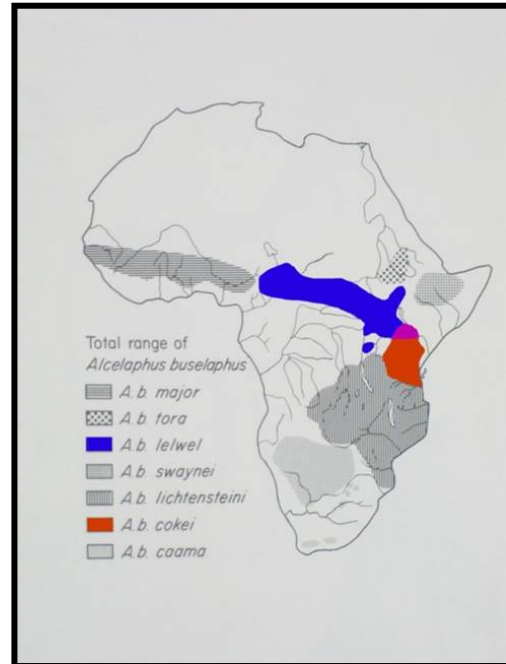 Total range of
Alcelaphus buselaphus
A.b. major
A.b. tora
A.b. lelwel
A.b. swaynei
A.b. lichtensteini
A.b. cokei
A.b. caama